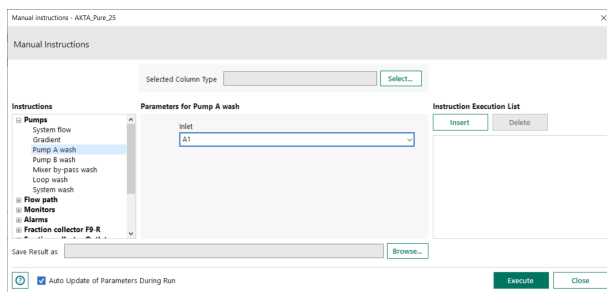 Manual instructions - AKTA_Pure_25
Manual Instructions
Selected Column Type
Select...
Instructions
Pumps
System flow
Gradient
Pump A wash
Pump B wash
Mixer by-pass wash
Loop wash
System wash
Flow path
Monitors
Alarms
Fraction collector F9-R
Parameters for Pump A wash
Inlet
A1
Instruction Execution List
Insert
Delete
Save Result as
Browse...
Auto Update of Parameters During Run
Execute
Close